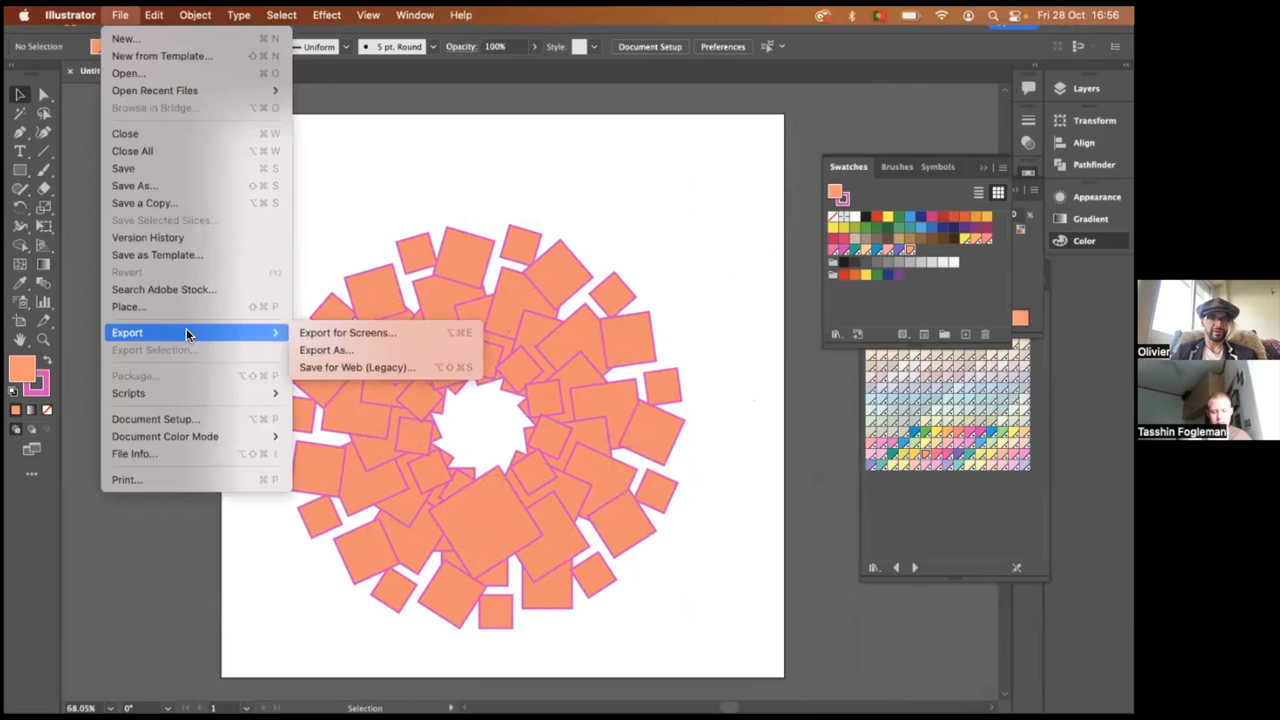 Illustrator File Edit Object Type Select Effect View Window Help Fri 28 Oct 16:56
No Selection Uniform 5 pt. Round Opacity: 100% Style: Document Setup Preferences
× Untit
New... ⌘ N
New from Template... ⇧⌘ N
Open... ⌘ O
Open Recent Files >
Browse in Bridge... ⌥⌘ O
Close ⌘ W
Close All ⌥⌘ W
Save ⌘ S
Save As... ⇧⌘ S
Save a Copy... ⌥⌘ S
Save Selected Slices...
Version History
Save as Template...
Revert F12
Search Adobe Stock...
Place... ⇧⌘ P
Export >
Export Selection...
Package... ⌥⇧⌘ P
Scripts >
Document Setup... ⌥⌘ P
Document Color Mode >
File Info... ⌥⇧⌘ I
Print... ⌘ P
Export for Screens... ⌥⌘E
Export As...
Save for Web (Legacy)... ⌥⇧⌘S
Swatches Brushes Symbols
%
Layers
Transform
Align
Pathfinder
Appearance
Gradient
Color
Olivier
Tasshin Fogleman
68.05% 0° 1 Selection